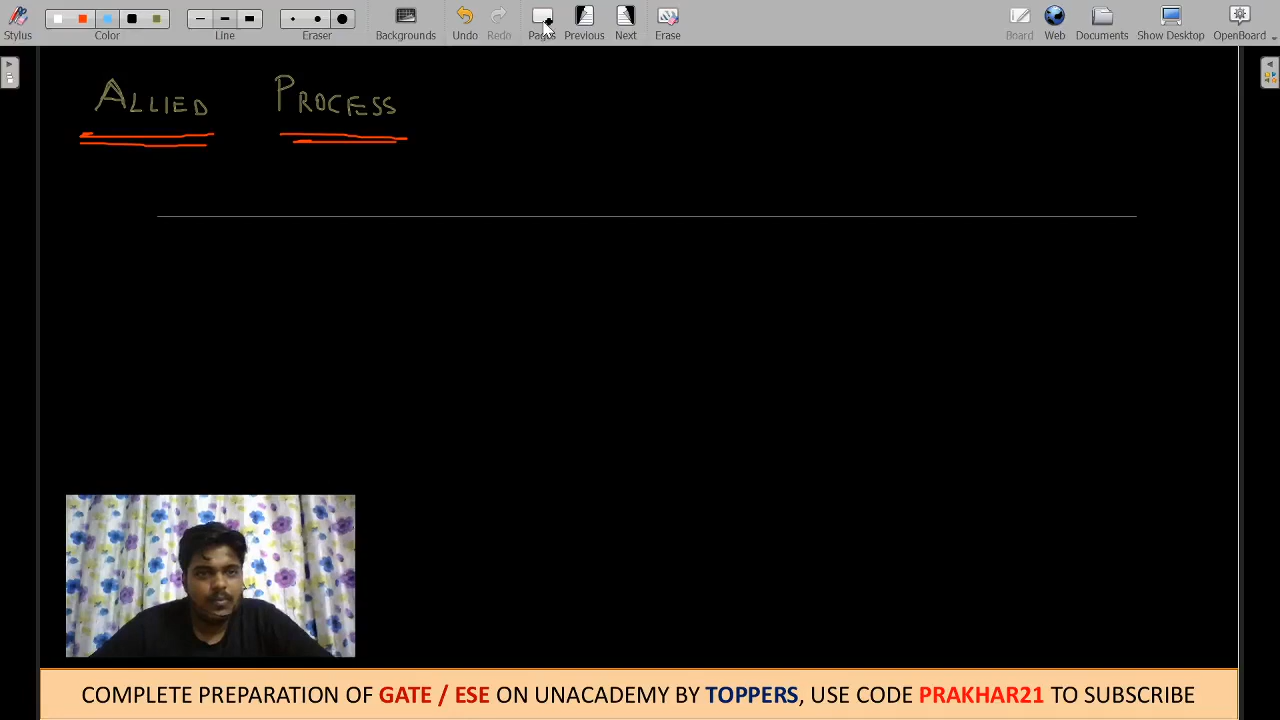 Stylus Color Line Eraser Backgrounds Undo Redo Pages Previous Next Erase Board Web Documents Show Desktop OpenBoard
ALLIED PROCESS
COMPLETE PREPARATION OF GATE / ESE ON UNACADEMY BY TOPPERS, USE CODE PRAKHAR21 TO SUBSCRIBE